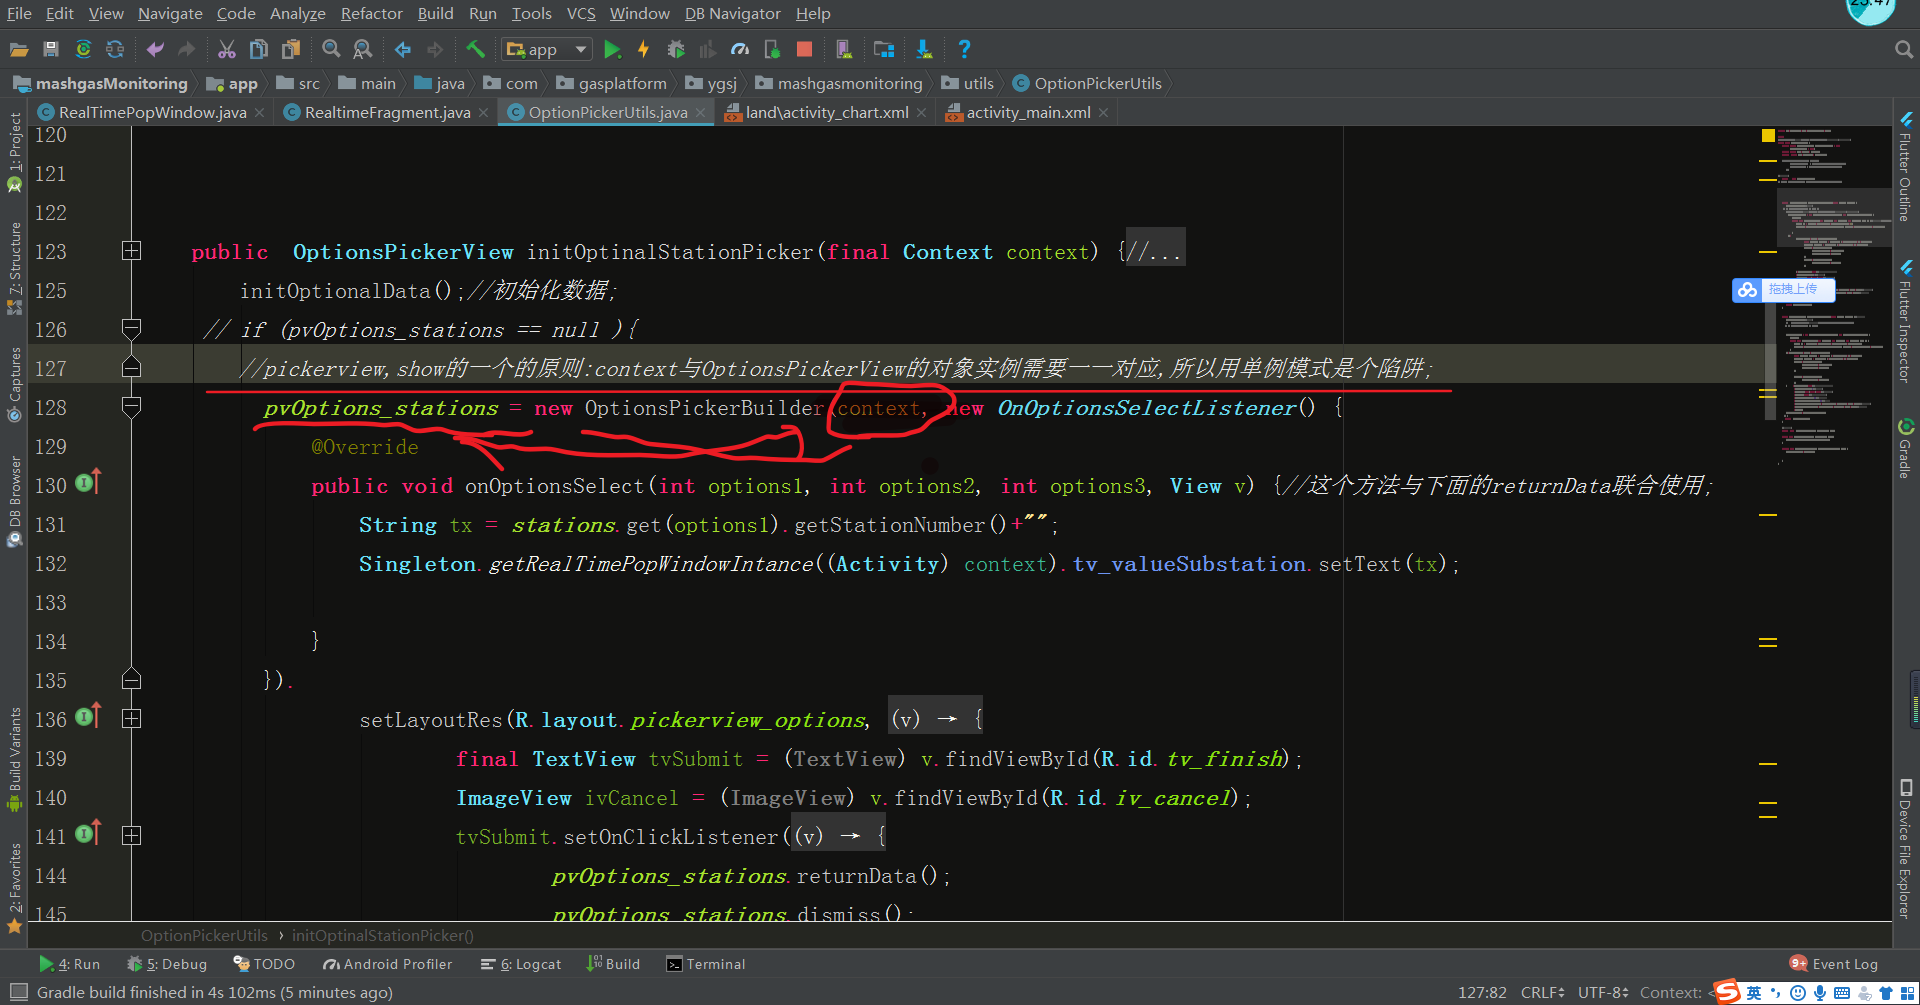 23:47
File Edit View Navigate Code Analyze Refactor Build Run Tools VCS Window DB Navigator Help
app
mashgasMonitoring app src main java com gasplatform ygsj mashgasmonitoring utils OptionPickerUtils
RealTimePopWindow.java RealtimeFragment.java OptionPickerUtils.java land\activity_chart.xml activity_main.xml
120
121
122
123 public OptionsPickerView initOptinalStationPicker(final Context context) {//...
125 initOptionalData();//初始化数据;
126 // if (pvOptions_stations == null ){
127 //pickerview,show的一个的原则:context与OptionsPickerView的对象实例需要一一对应,所以用单例模式是个陷阱;
128 pvOptions_stations = new OptionsPickerBuilder(context, new OnOptionsSelectListener() {
129 @Override
130 public void onOptionsSelect(int options1, int options2, int options3, View v) {//这个方法与下面的returnData联合使用;
131 String tx = stations.get(options1).getStationNumber()+"";
132 Singleton.getRealTimePopWindowIntance((Activity) context).tv_valueSubstation.setText(tx);
133
134 }
135 }).
136 setLayoutRes(R.layout.pickerview_options, (v) → {
139 final TextView tvSubmit = (TextView) v.findViewById(R.id.tv_finish);
140 ImageView ivCancel = (ImageView) v.findViewById(R.id.iv_cancel);
141 tvSubmit.setOnClickListener((v) → {
144 pvOptions_stations.returnData();
145 pvOptions_stations.dismiss();
OptionPickerUtils › initOptinalStationPicker()
1: Project
7: Structure
Captures
DB Browser
Build Variants
2: Favorites
拖拽上传
Flutter Outline
Flutter Inspector
Gradle
Device File Explorer
4: Run 5: Debug TODO Android Profiler 6: Logcat Build Terminal 9+ Event Log
Gradle build finished in 4s 102ms (5 minutes ago) 127:82 CRLF UTF-8 Context: 英